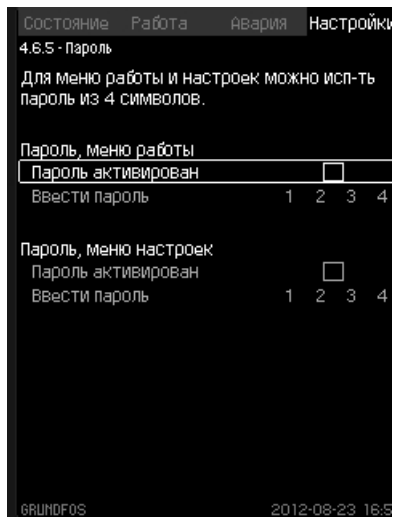 Состояние Работа Авария Настройки
4.6.5 - Пароль
Для меню работы и настроек можно исп-ть
пароль из 4 символов.
Пароль, меню работы
Пароль активирован
Ввести пароль 1 2 3 4
Пароль, меню настроек
Пароль активирован
Ввести пароль 1 2 3 4
GRUNDFOS 2012-08-23 16:5